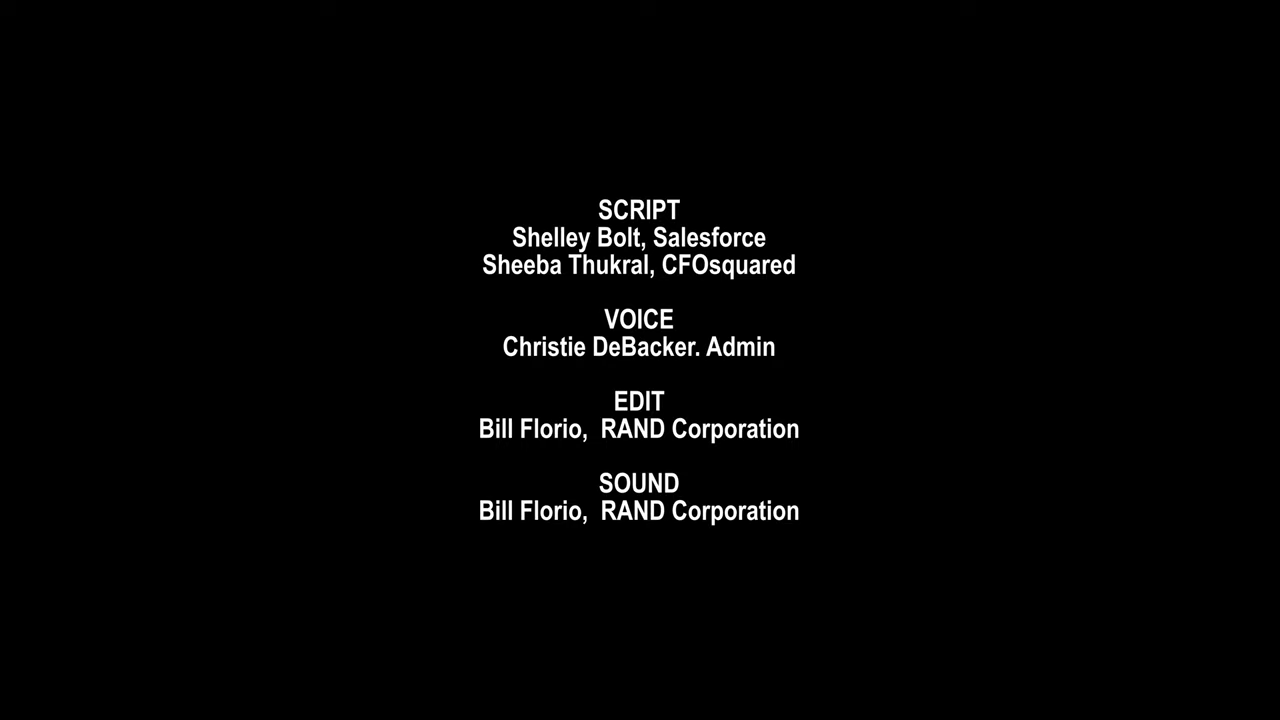 SCRIPT
Shelley Bolt, Salesforce
Sheeba Thukral, CFOsquared
VOICE
Christie DeBacker. Admin
EDIT
Bill Florio,  RAND Corporation
SOUND
Bill Florio,  RAND Corporation